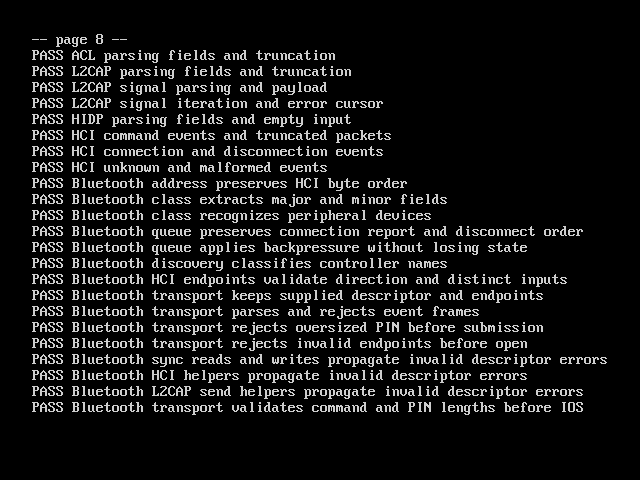 -- page 8 --
PASS ACL parsing fields and truncation
PASS L2CAP parsing fields and truncation
PASS L2CAP signal parsing and payload
PASS L2CAP signal iteration and error cursor
PASS HIDP parsing fields and empty input
PASS HCI command events and truncated packets
PASS HCI connection and disconnection events
PASS HCI unknown and malformed events
PASS Bluetooth address preserves HCI byte order
PASS Bluetooth class extracts major and minor fields
PASS Bluetooth class recognizes peripheral devices
PASS Bluetooth queue preserves connection report and disconnect order
PASS Bluetooth queue applies backpressure without losing state
PASS Bluetooth discovery classifies controller names
PASS Bluetooth HCI endpoints validate direction and distinct inputs
PASS Bluetooth transport keeps supplied descriptor and endpoints
PASS Bluetooth transport parses and rejects event frames
PASS Bluetooth transport rejects oversized PIN before submission
PASS Bluetooth transport rejects invalid endpoints before open
PASS Bluetooth sync reads and writes propagate invalid descriptor errors
PASS Bluetooth HCI helpers propagate invalid descriptor errors
PASS Bluetooth L2CAP send helpers propagate invalid descriptor errors
PASS Bluetooth transport validates command and PIN lengths before IOS